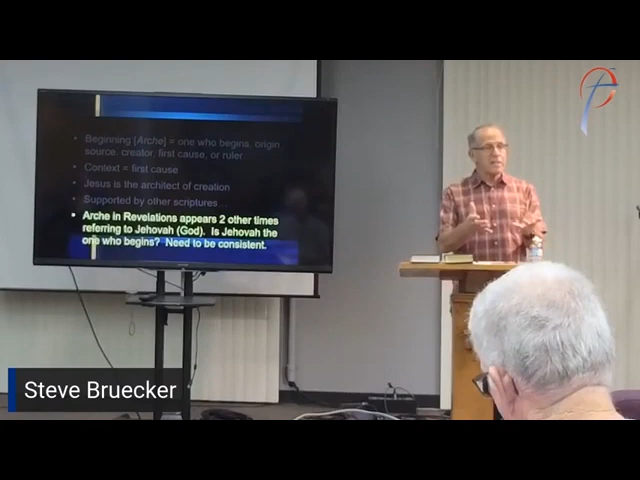 • Beginning [Arche] = one who begins, origin,
source, creator, first cause, or ruler
• Context = first cause
• Jesus is the architect of creation
• Supported by other scriptures…
• Arche in Revelations appears 2 other times
referring to Jehovah (God). Is Jehovah the
one who begins? Need to be consistent.
Steve Bruecker